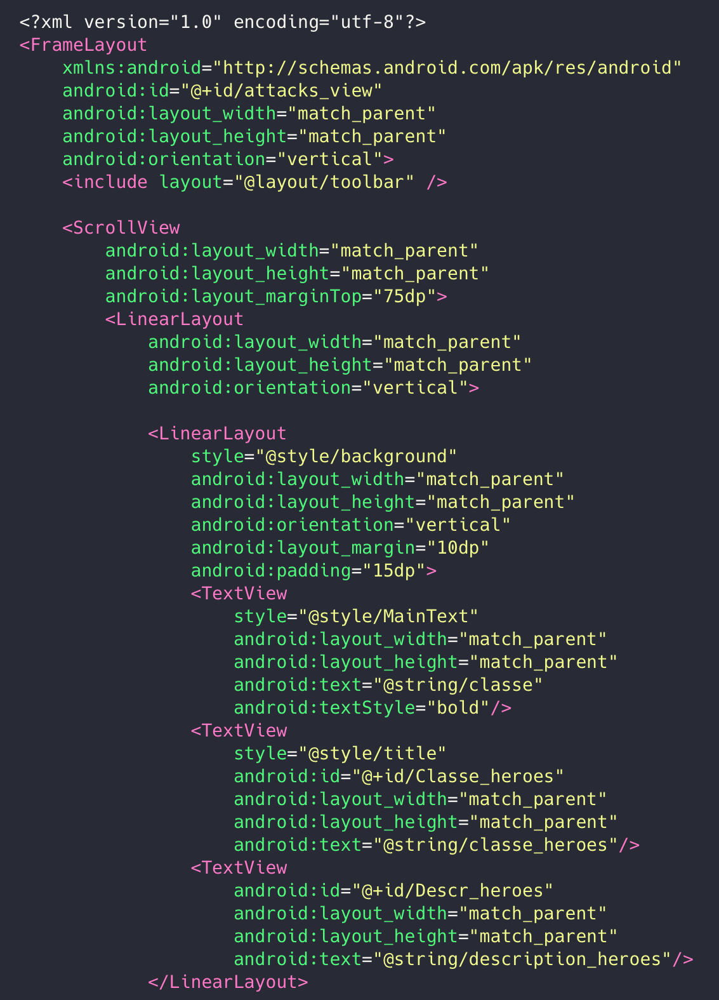 <?xml version="1.0" encoding="utf-8"?>
<FrameLayout
    xmlns:android="http://schemas.android.com/apk/res/android"
    android:id="@+id/attacks_view"
    android:layout_width="match_parent"
    android:layout_height="match_parent"
    android:orientation="vertical">
    <include layout="@layout/toolbar" />

    <ScrollView
        android:layout_width="match_parent"
        android:layout_height="match_parent"
        android:layout_marginTop="75dp">
        <LinearLayout
            android:layout_width="match_parent"
            android:layout_height="match_parent"
            android:orientation="vertical">

            <LinearLayout
                style="@style/background"
                android:layout_width="match_parent"
                android:layout_height="match_parent"
                android:orientation="vertical"
                android:layout_margin="10dp"
                android:padding="15dp">
                <TextView
                    style="@style/MainText"
                    android:layout_width="match_parent"
                    android:layout_height="match_parent"
                    android:text="@string/classe"
                    android:textStyle="bold"/>
                <TextView
                    style="@style/title"
                    android:id="@+id/Classe_heroes"
                    android:layout_width="match_parent"
                    android:layout_height="match_parent"
                    android:text="@string/classe_heroes"/>
                <TextView
                    android:id="@+id/Descr_heroes"
                    android:layout_width="match_parent"
                    android:layout_height="match_parent"
                    android:text="@string/description_heroes"/>
            </LinearLayout>